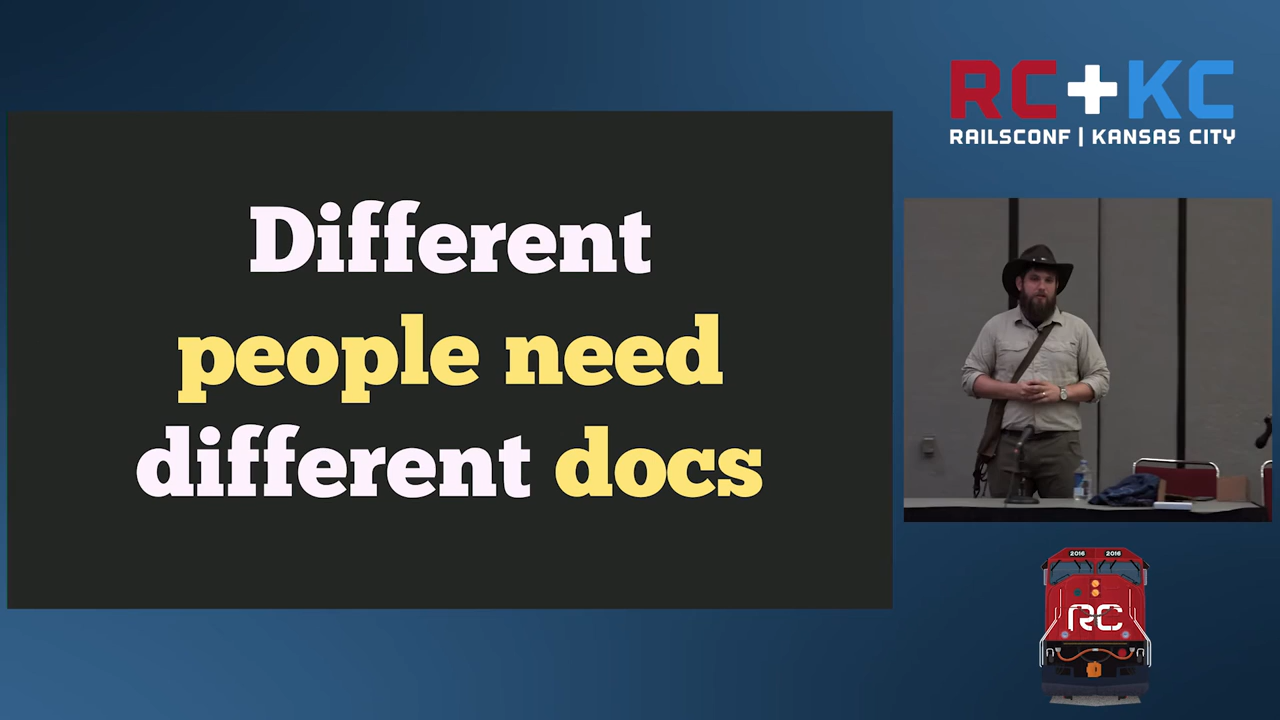 Different
people need
different docs
RC+KC
RAILSCONF | KANSAS CITY
2016 2016
RC